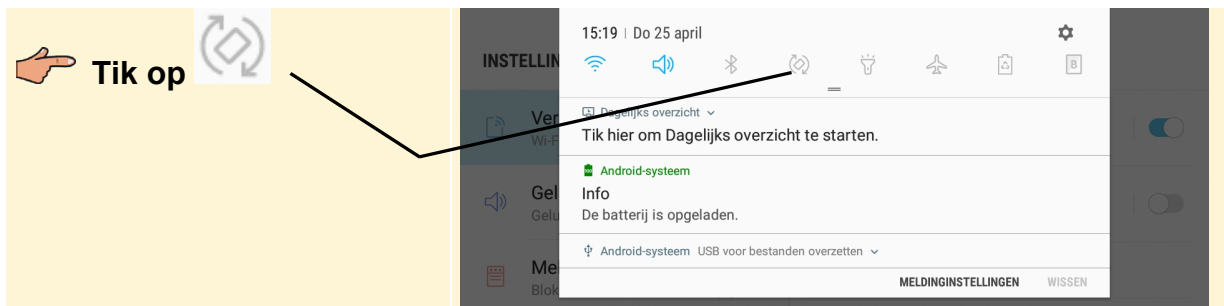 Tik op
15:19 | Do 25 april
INSTELLIN
Ver
Wi-F
Dagelijks overzicht
Tik hier om Dagelijks overzicht te starten.
Android-systeem
Gel
Info
Gelu
De batterij is opgeladen.
Android-systeem USB voor bestanden overzetten
Me
Blok
MELDINGINSTELLINGEN WISSEN